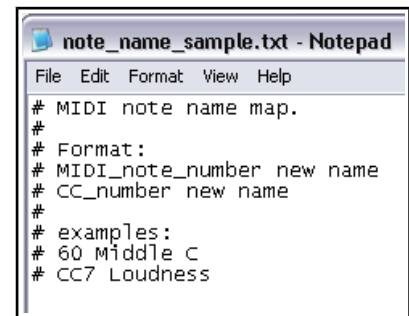 note_name_sample.txt - Notepad
File Edit Format View Help
# MIDI note name map.
#
# Format:
# MIDI_note_number new name
# CC_number new name
#
# examples:
# 60 Middle C
# CC7 Loudness